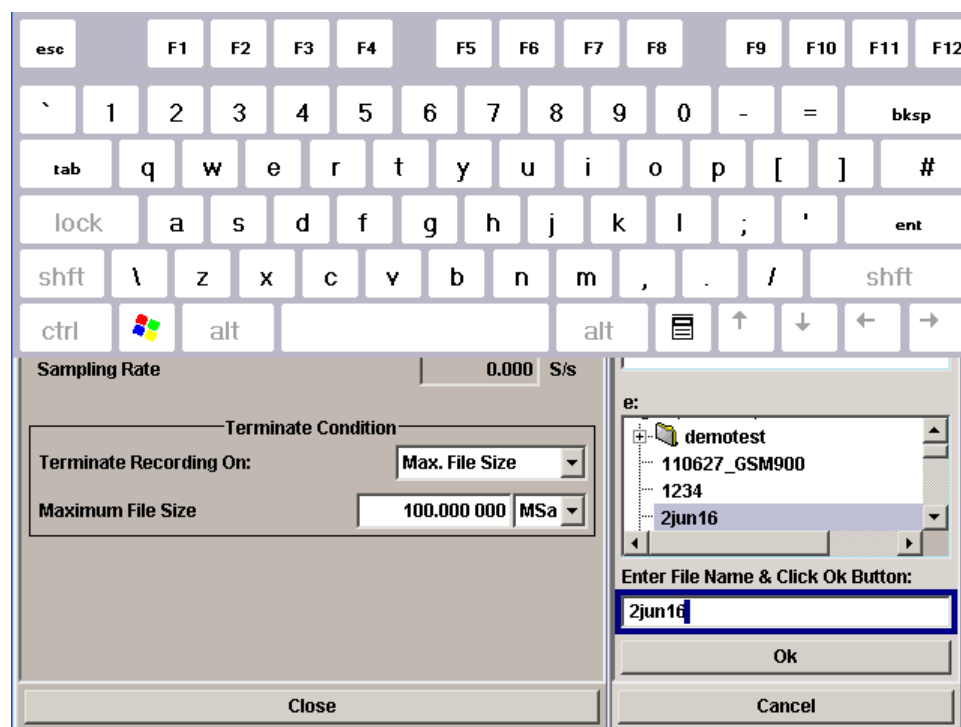 esc F1 F2 F3 F4 F5 F6 F7 F8 F9 F10 F11 F12
` 1 2 3 4 5 6 7 8 9 0 - = bksp
tab q w e r t y u i o p [ ] #
lock a s d f g h j k l ; ' ent
shft \ z x c v b n m , . / shft
ctrl alt alt ↑ ↓ ← →
Sampling Rate 0.000 S/s
Terminate Condition
Terminate Recording On: Max. File Size
Maximum File Size 100.000 000 MSa
Close
e:
demotest
110627_GSM900
1234
2jun16
Enter File Name & Click Ok Button:
2jun16
Ok
Cancel